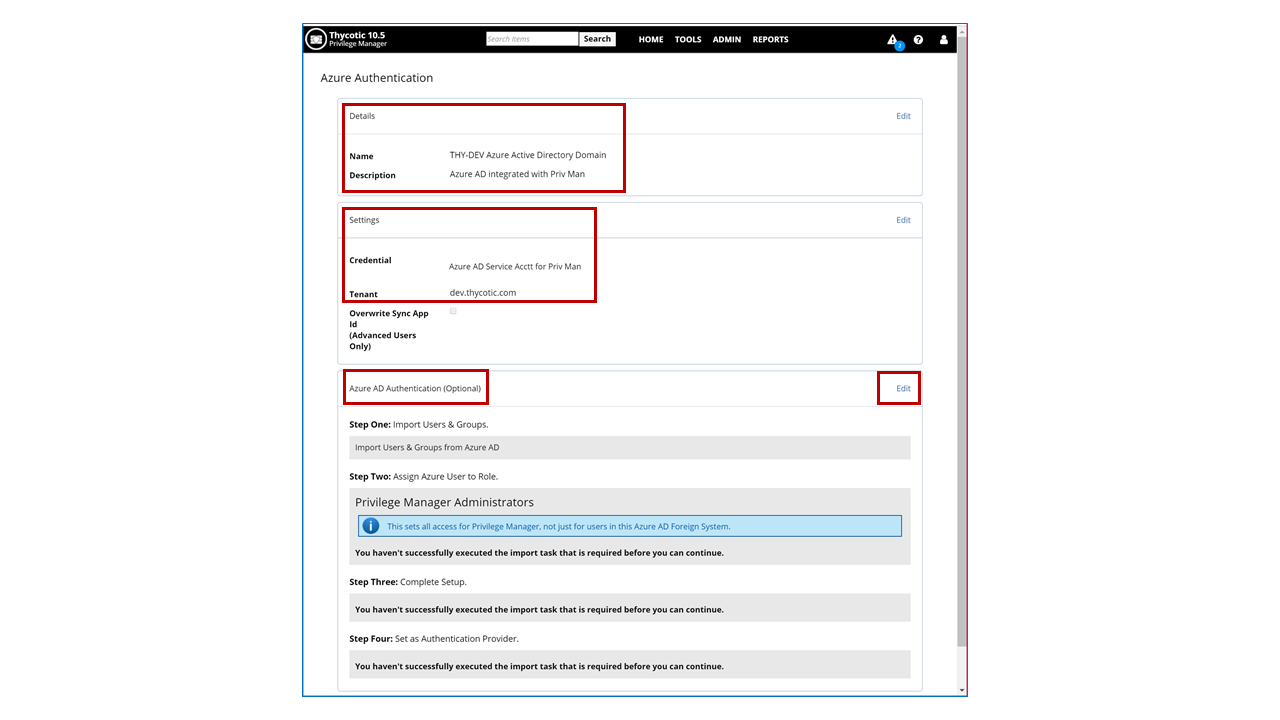 Thycotic 10.5
Privilege Manager
Search Items
Search
HOME TOOLS ADMIN REPORTS
2
Azure Authentication
Details Edit
Name THY-DEV Azure Active Directory Domain
Description Azure AD integrated with Priv Man
Settings Edit
Credential Azure AD Service Acctt for Priv Man
Tenant dev.thycotic.com
Overwrite Sync App
Id
(Advanced Users
Only)
Azure AD Authentication (Optional) Edit
Step One: Import Users & Groups.
Import Users & Groups from Azure AD
Step Two: Assign Azure User to Role.
Privilege Manager Administrators
This sets all access for Privilege Manager, not just for users in this Azure AD Foreign System.
You haven't successfully executed the import task that is required before you can continue.
Step Three: Complete Setup.
You haven't successfully executed the import task that is required before you can continue.
Step Four: Set as Authentication Provider.
You haven't successfully executed the import task that is required before you can continue.